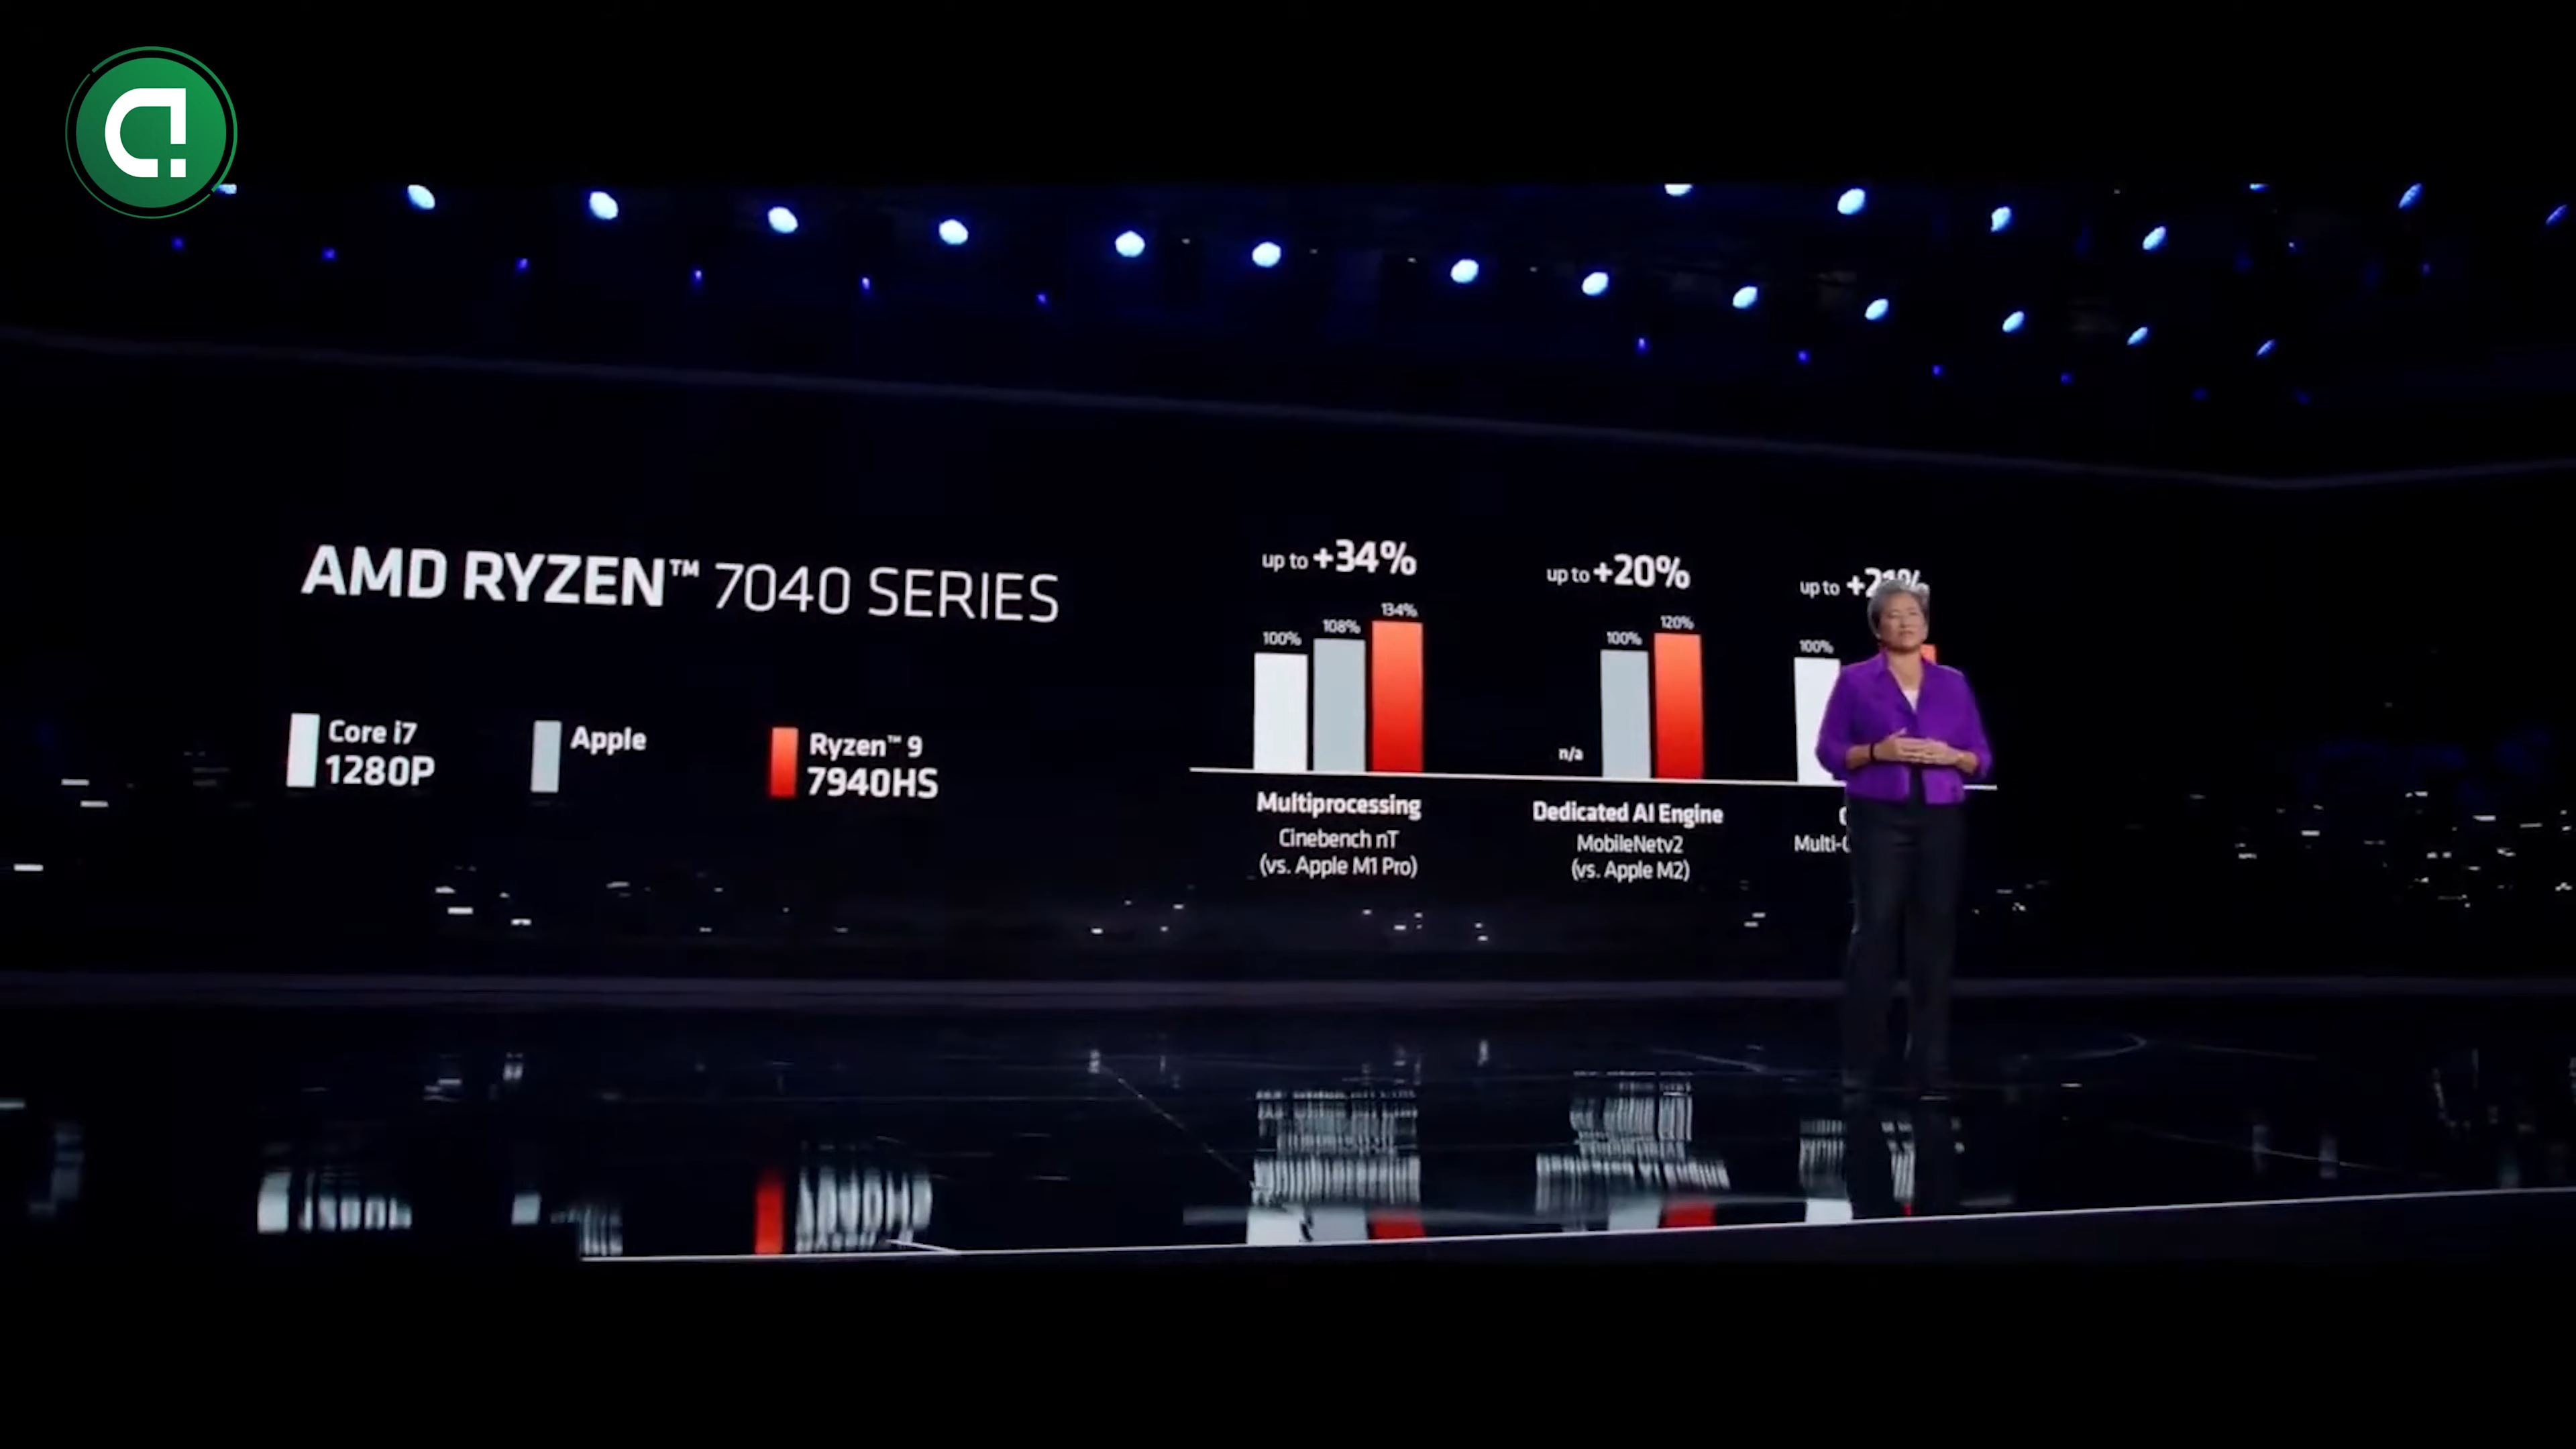 AMD RYZEN™ 7040 SERIES
Core i7
1280P
Apple
Ryzen™ 9
7940HS
up to +34%
100%
108%
134%
Multiprocessing
Cinebench nT
(vs. Apple M1 Pro)
up to +20%
n/a
100%
120%
Dedicated AI Engine
MobileNetv2
(vs. Apple M2)
up to
100%